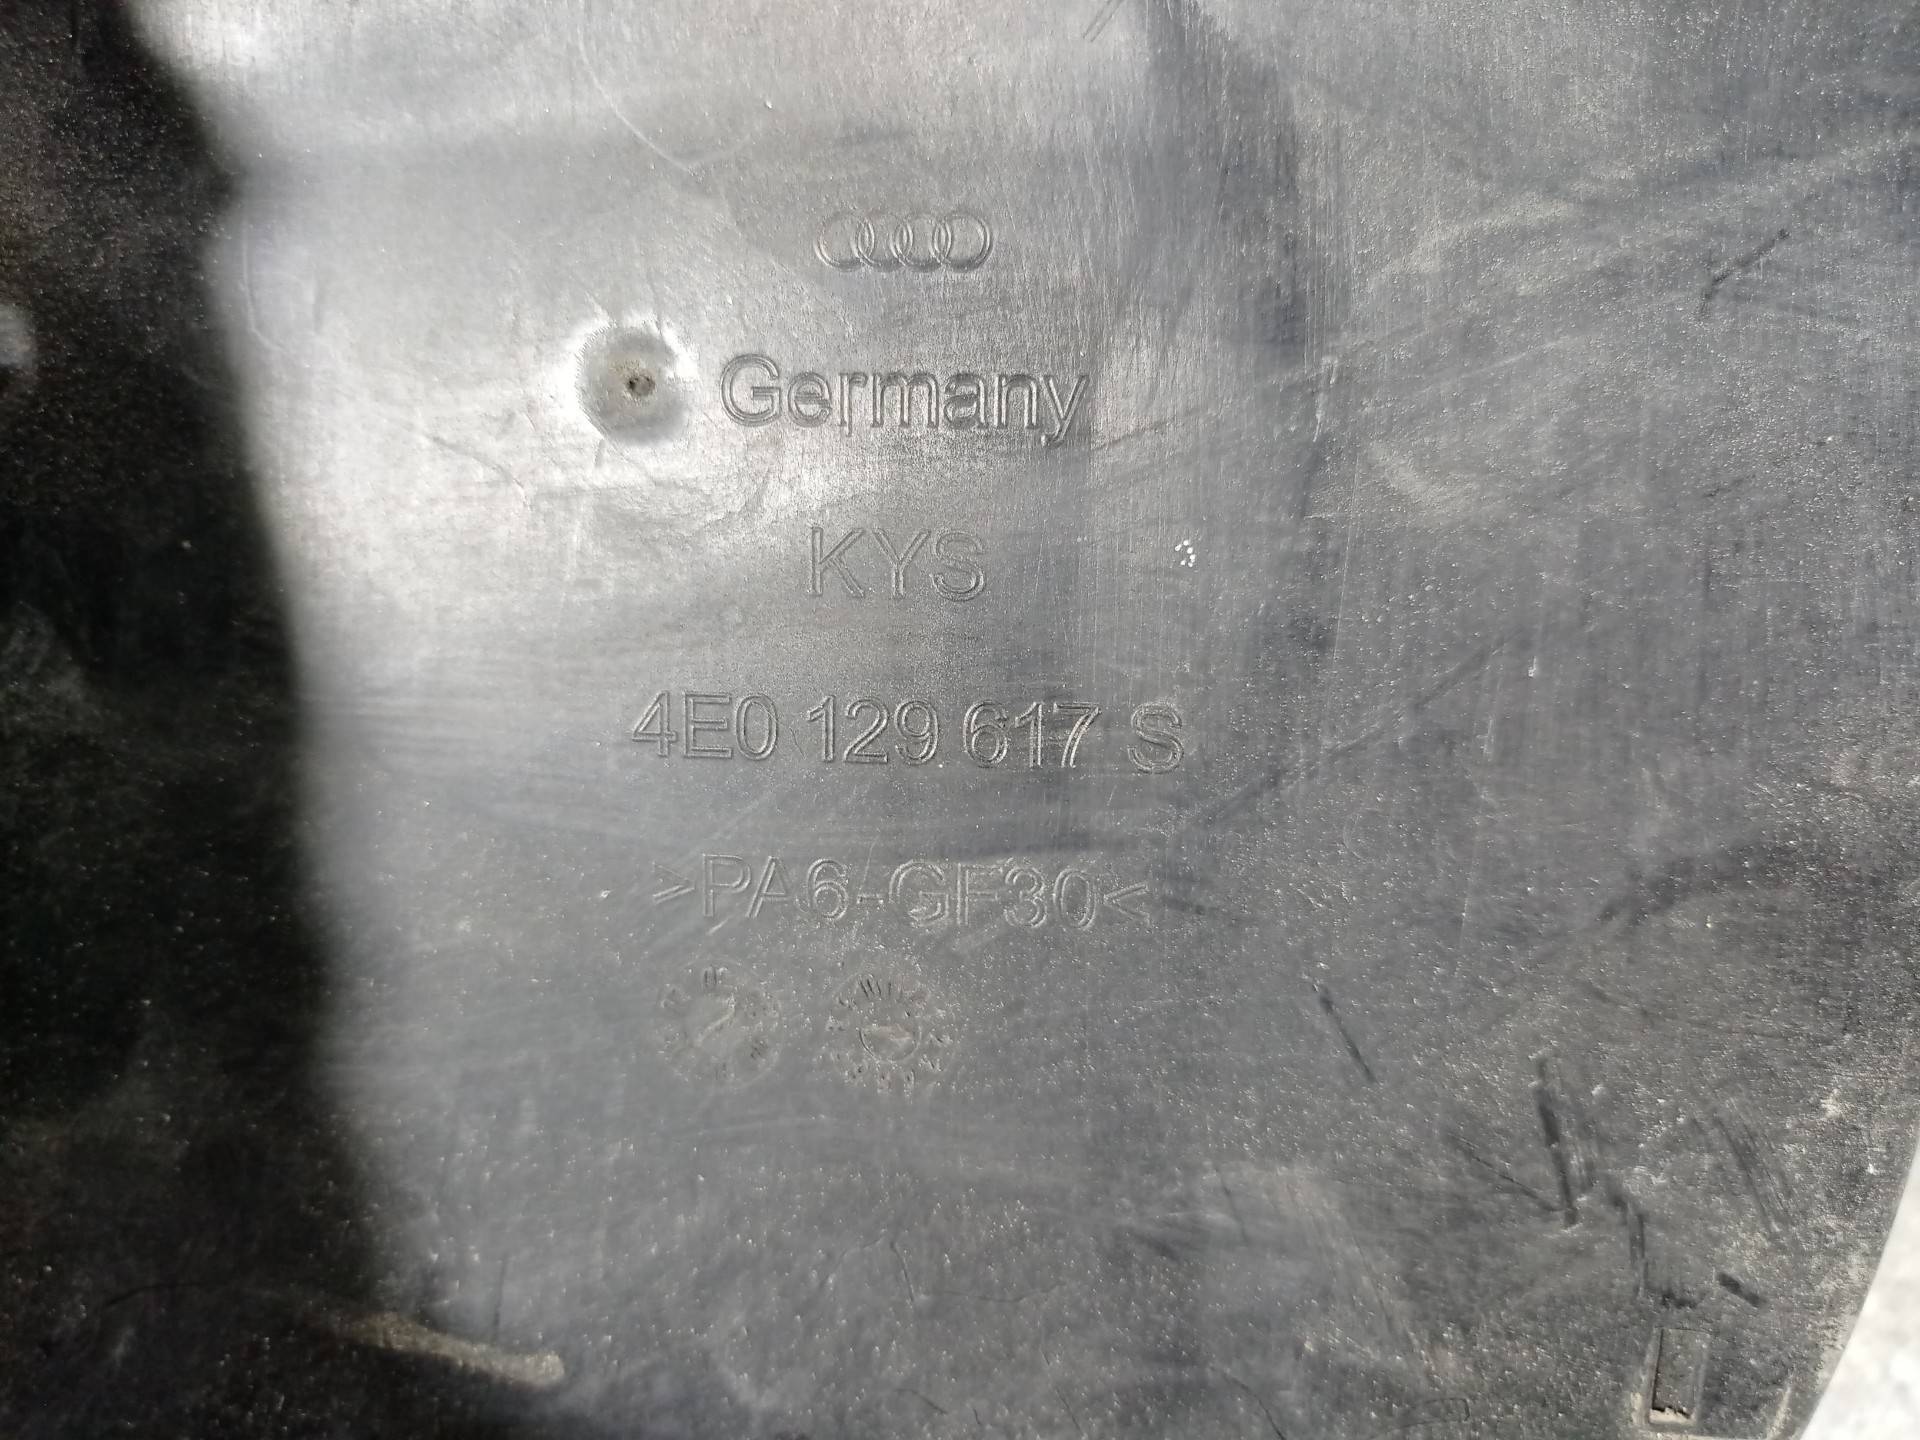 Germany
KYS
4E0 129 617 S
>PA6-GF30<